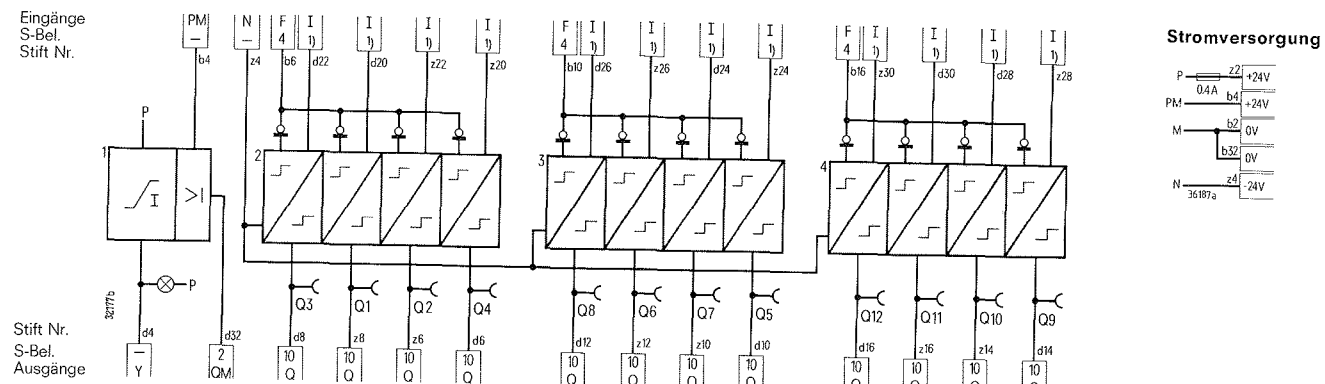 Eingänge
S-Bel.
Stift Nr.
PM
–
b4
N
–
z4
F
4
b6
I
1)
d22
I
1)
d20
I
1)
z22
I
1)
z20
F
4
b10
I
1)
d26
I
1)
z26
I
1)
d24
I
1)
z24
F
4
b16
I
1)
z30
I
1)
d30
I
1)
d28
I
1)
z28
Stromversorgung
P
0.4A
z2
+24V
PM
b4
+24V
M
b2
0V
b32
0V
N
z4
-24V
36187a
P
1
I
>I
2
3
4
P
32177b
Q3
Q1
Q2
Q4
Q8
Q6
Q7
Q5
Q12
Q11
Q10
Q9
Stift Nr.
S-Bel.
Ausgänge
d4
–
Y
d32
2
QM
d8
10
Q
z8
10
Q
z6
10
Q
d6
10
Q
d12
10
Q
z12
10
Q
z10
10
Q
d10
10
Q
d16
10
Q
z16
10
Q
z14
10
Q
d14
10
Q